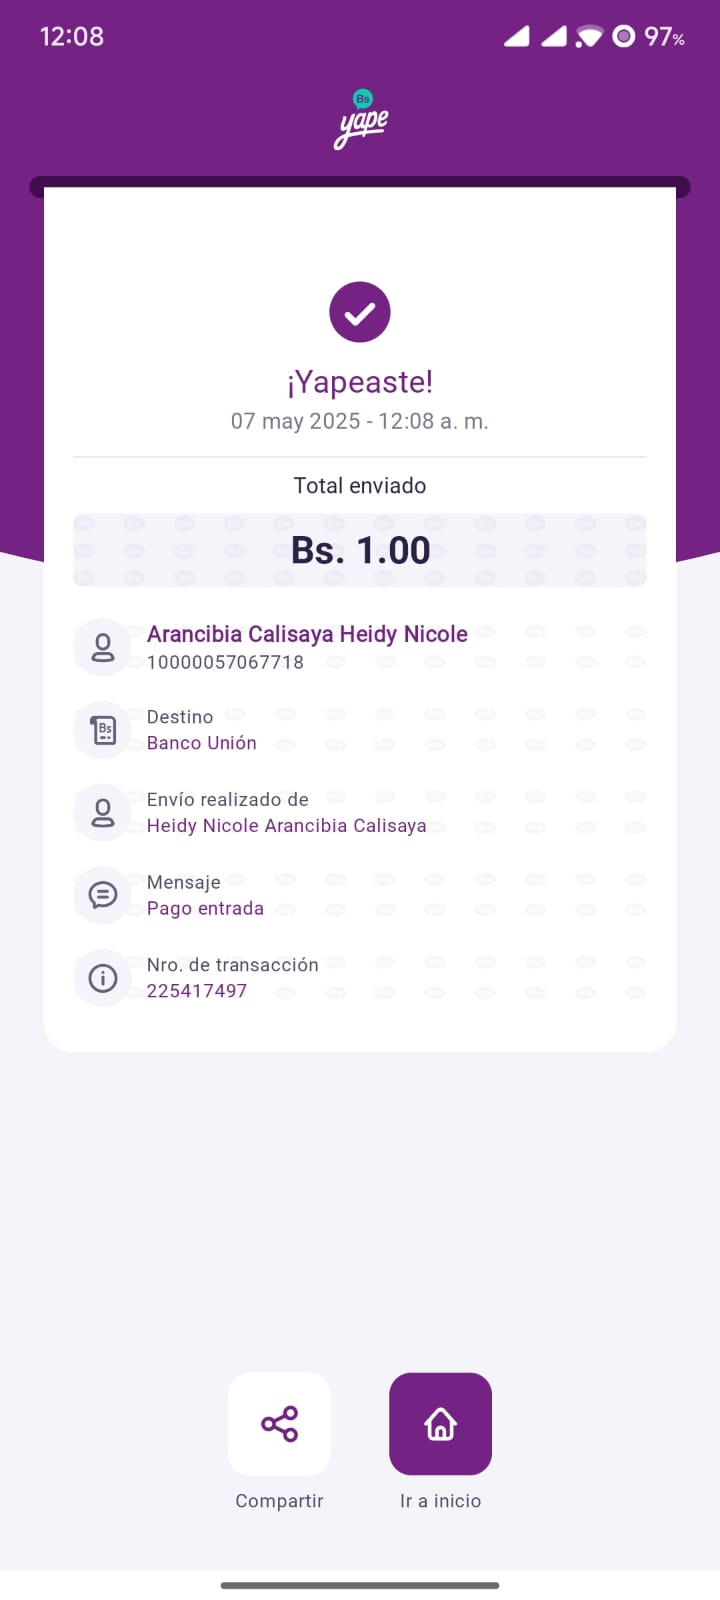 12:08
97%
Bs
yape
¡Yapeaste!
07 may 2025 - 12:08 a. m.
Total enviado
Bs. 1.00
Arancibia Calisaya Heidy Nicole
10000057067718
Destino
Bs
Banco Unión
Envío realizado de
Heidy Nicole Arancibia Calisaya
Mensaje
Pago entrada
Nro. de transacción
225417497
Compartir
Ir a inicio